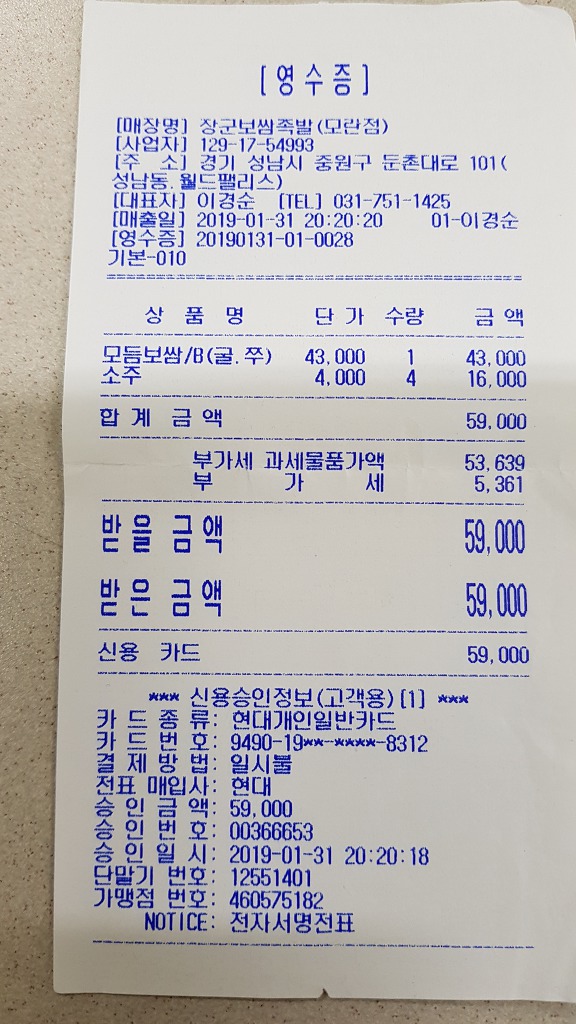 [영수증]
[매장명] 장군보쌈족발(모란점)
[사업자] 129-17-54993
[주 소] 경기 성남시 중원구 둔촌대로 101(
성남동.월드팰리스)
[대표자] 이경순 [TEL] 031-751-1425
[매출일] 2019-01-31 20:20:20 01-이경순
[영수증] 20190131-01-0028
기본-010
상 품 명 단 가 수량 금 액
모듬보쌈/B(굴.쭈) 43,000 1 43,000
소주 4,000 4 16,000
합 계 금 액 59,000
부가세 과세물품가액 53,639
부 가 세 5,361
받 을 금 액 59,000
받 은 금 액 59,000
신용 카드 59,000
*** 신용승인정보(고객용)[1] ***
카 드 종 류: 현대개인일반카드
카 드 번 호: 9490-19**-****-8312
결 제 방 법: 일시불
전표 매입사: 현대
승 인 금 액: 59,000
승 인 번 호: 00366653
승 인 일 시: 2019-01-31 20:20:18
단말기 번호: 12551401
가맹점 번호: 460575182
NOTICE: 전자서명전표